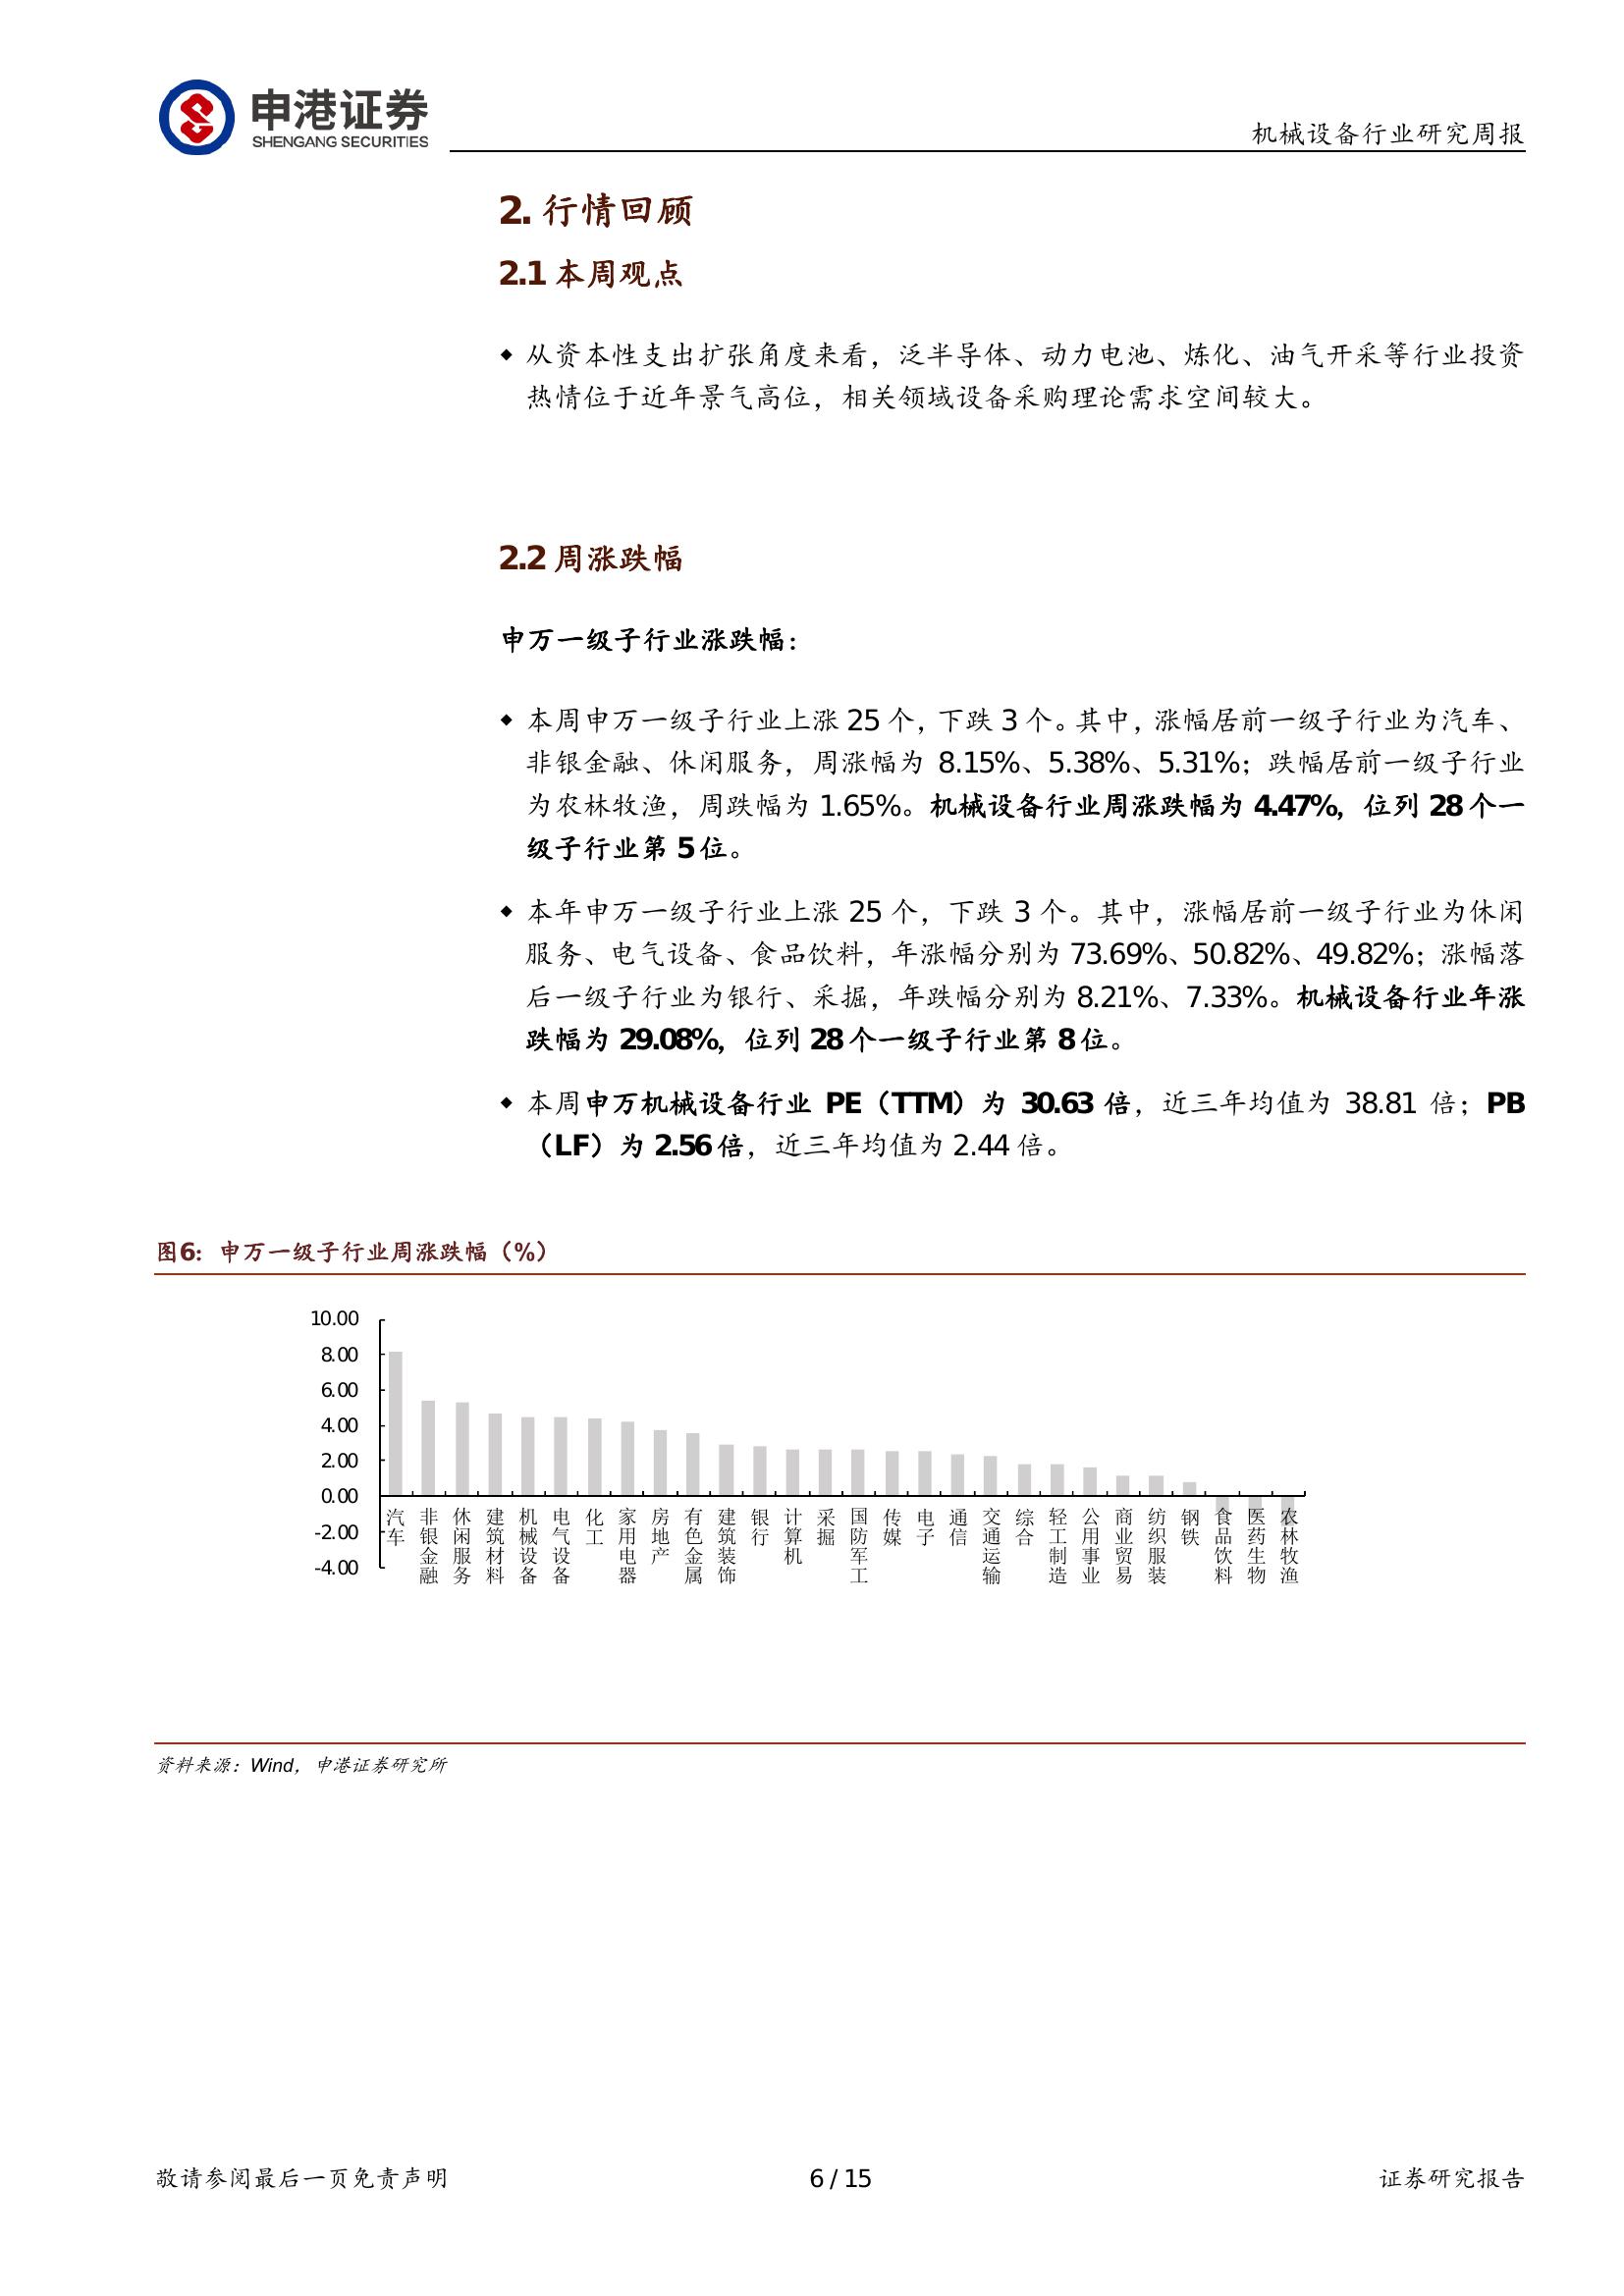 申港证券
SHENGANG SECURITIES
机械设备行业研究周报
2. 行情回顾
2.1 本周观点
◆ 从资本性支出扩张角度来看，泛半导体、动力电池、炼化、油气开采等行业投资
热情位于近年景气高位，相关领域设备采购理论需求空间较大。
2.2 周涨跌幅
申万一级子行业涨跌幅：
◆ 本周申万一级子行业上涨 25 个，下跌 3 个。其中，涨幅居前一级子行业为汽车、
非银金融、休闲服务，周涨幅为 8.15%、5.38%、5.31%；跌幅居前一级子行业
为农林牧渔，周跌幅为 1.65%。机械设备行业周涨跌幅为 4.47%，位列 28 个一
级子行业第 5 位。
◆ 本年申万一级子行业上涨 25 个，下跌 3 个。其中，涨幅居前一级子行业为休闲
服务、电气设备、食品饮料，年涨幅分别为 73.69%、50.82%、49.82%；涨幅落
后一级子行业为银行、采掘，年跌幅分别为 8.21%、7.33%。机械设备行业年涨
跌幅为 29.08%，位列 28 个一级子行业第 8 位。
◆ 本周申万机械设备行业 PE（TTM）为 30.63 倍，近三年均值为 38.81 倍；PB
（LF）为 2.56 倍，近三年均值为 2.44 倍。
图6：申万一级子行业周涨跌幅（%）
10.00
8.00
6.00
4.00
2.00
0.00
-2.00
-4.00
汽车
非银金融
休闲服务
建筑材料
机械设备
电气设备
化工
家用电器
房地产
有色金属
建筑装饰
银行
计算机
采掘
国防军工
传媒
电子
通信
交通运输
综合
轻工制造
公用事业
商业贸易
纺织服装
钢铁
食品饮料
医药生物
农林牧渔
资料来源：Wind，申港证券研究所
敬请参阅最后一页免责声明
6 / 15
证券研究报告